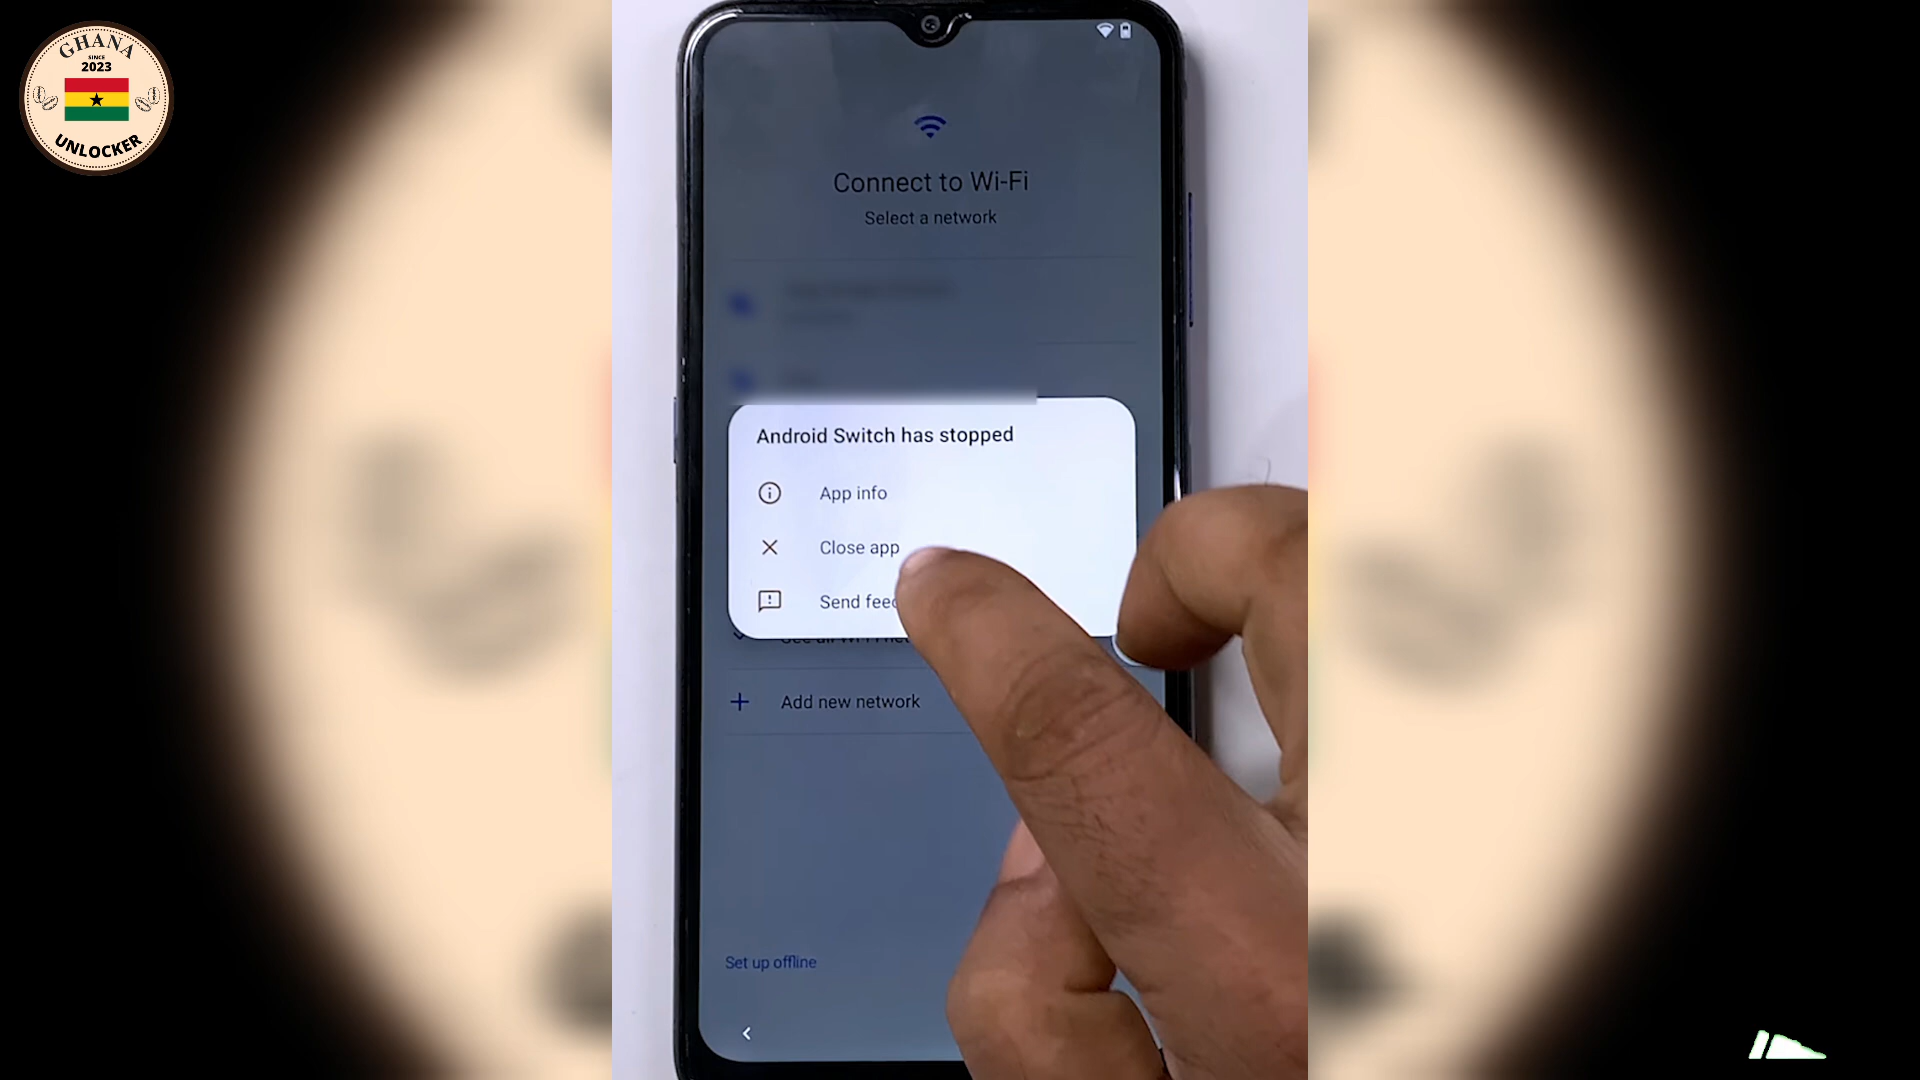 GHANA
SINCE
2023
UNLOCKER
Connect to Wi-Fi
Select a network
Android Switch has stopped
App info
Close app
Send
Add new network
Set up offline